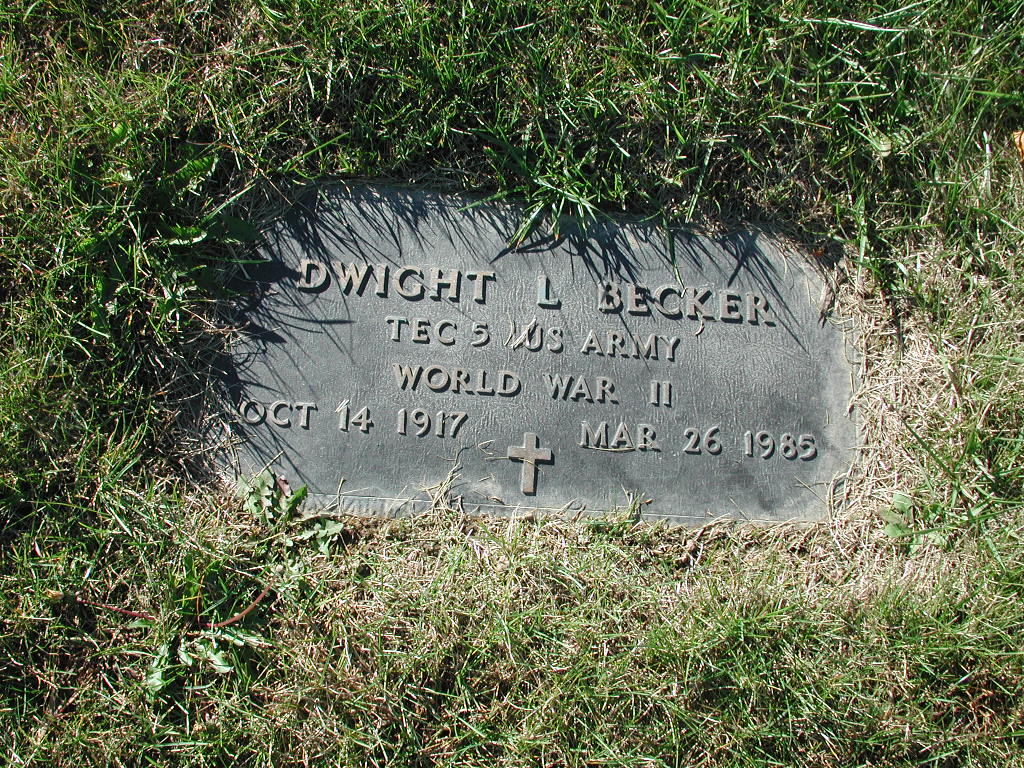 DWIGHT L BECKER
TEC 5 US ARMY
WORLD WAR II
OCT 14 1917 MAR 26 1985